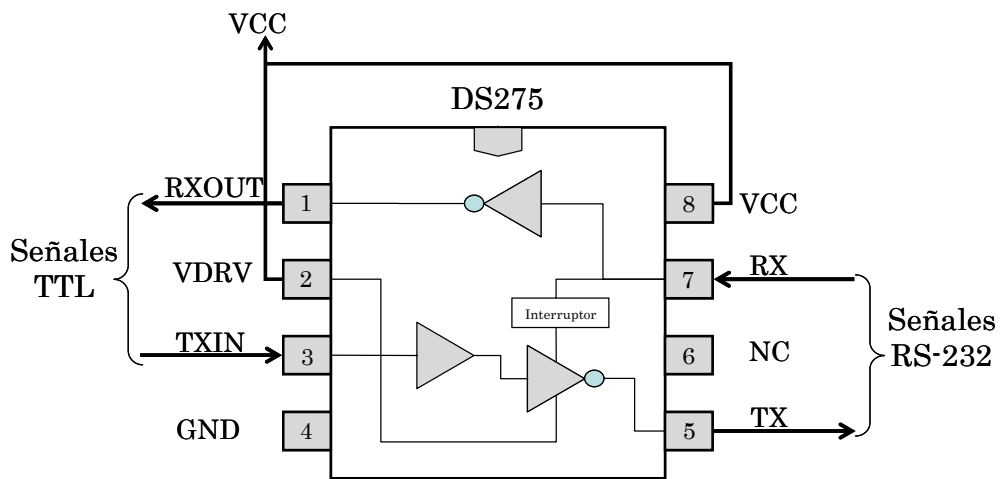 VCC
DS275
RXOUT
1
8
VCC
Señales
TTL
VDRV
2
7
RX
Interruptor
Señales
RS-232
TXIN
3
6
NC
GND
4
5
TX